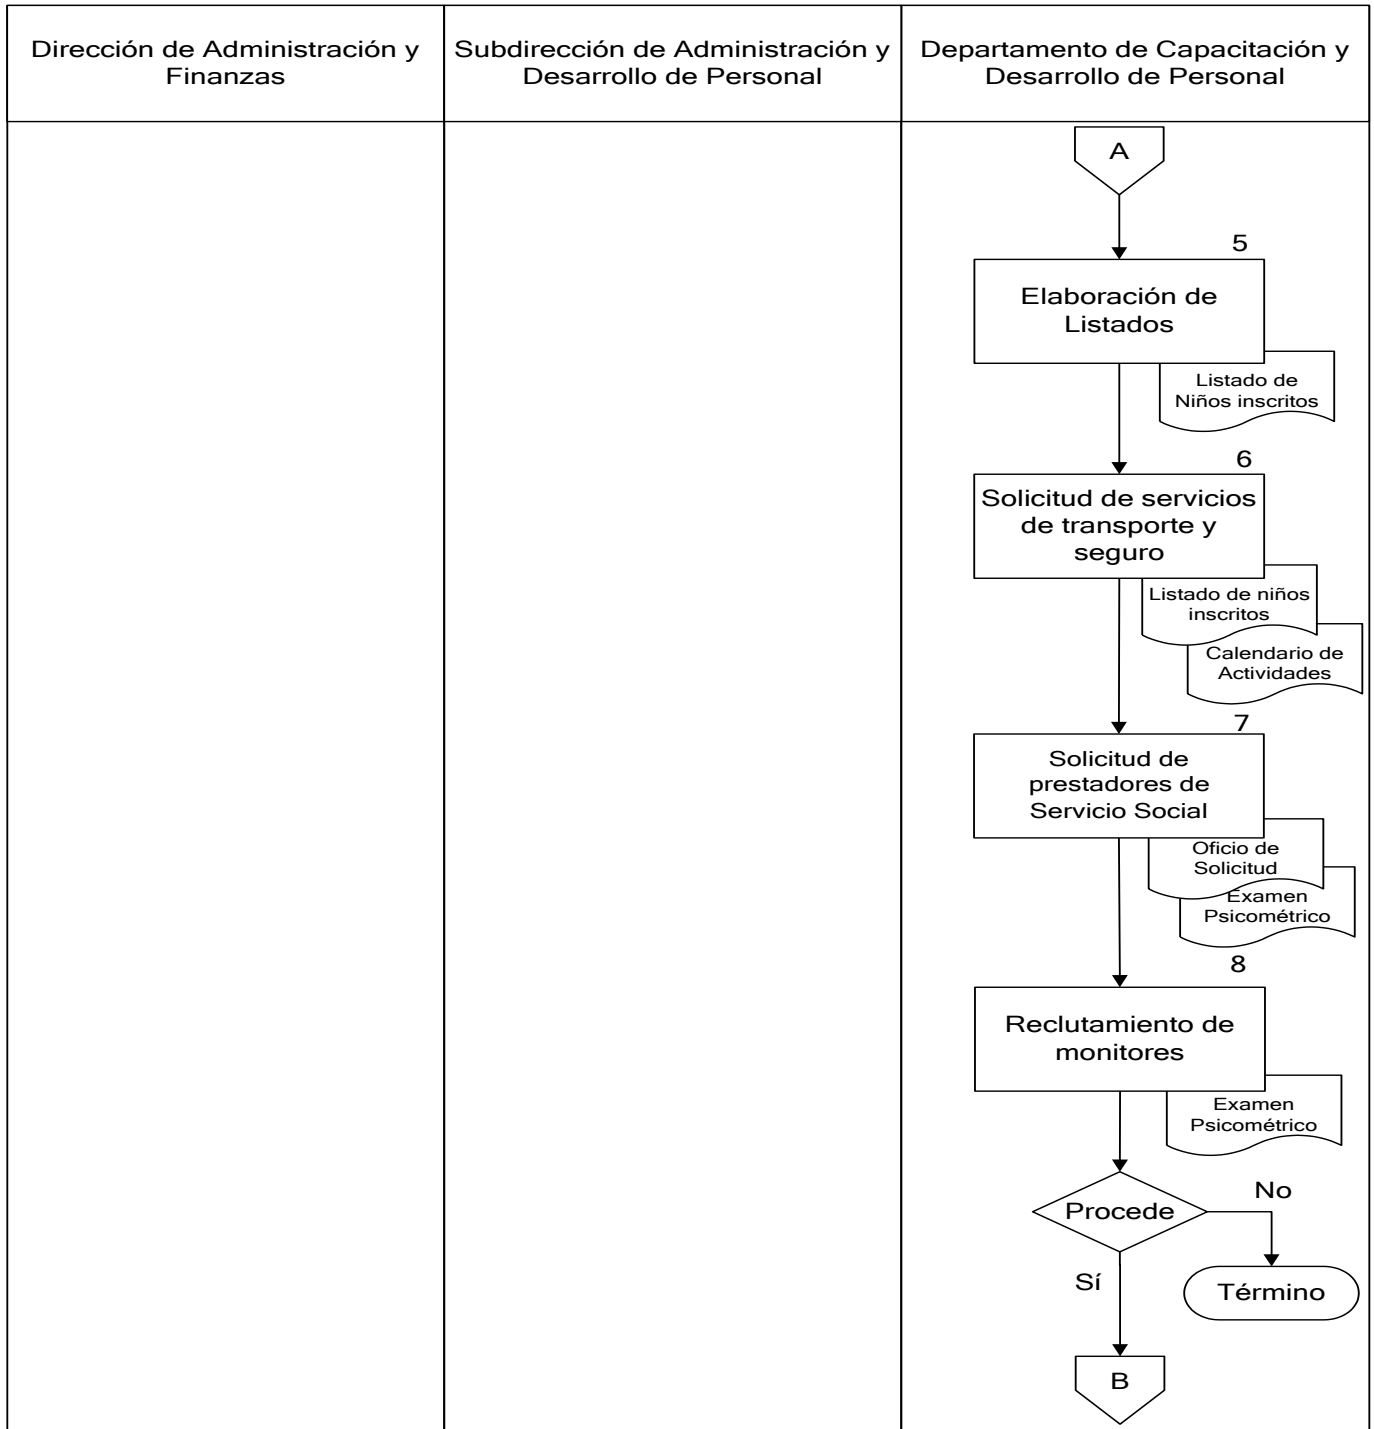 Dirección de Administración y
Finanzas
Subdirección de Administración y
Desarrollo de Personal
Departamento de Capacitación y
Desarrollo de Personal
A
5
Elaboración de
Listados
Listado de
Niños inscritos
6
Solicitud de servicios
de transporte y
seguro
Listado de niños
inscritos
Calendario de
Actividades
7
Solicitud de
prestadores de
Servicio Social
Oficio de
Solicitud
Examen
Psicométrico
8
Reclutamiento de
monitores
Examen
Psicométrico
Procede
No
Sí
Término
B